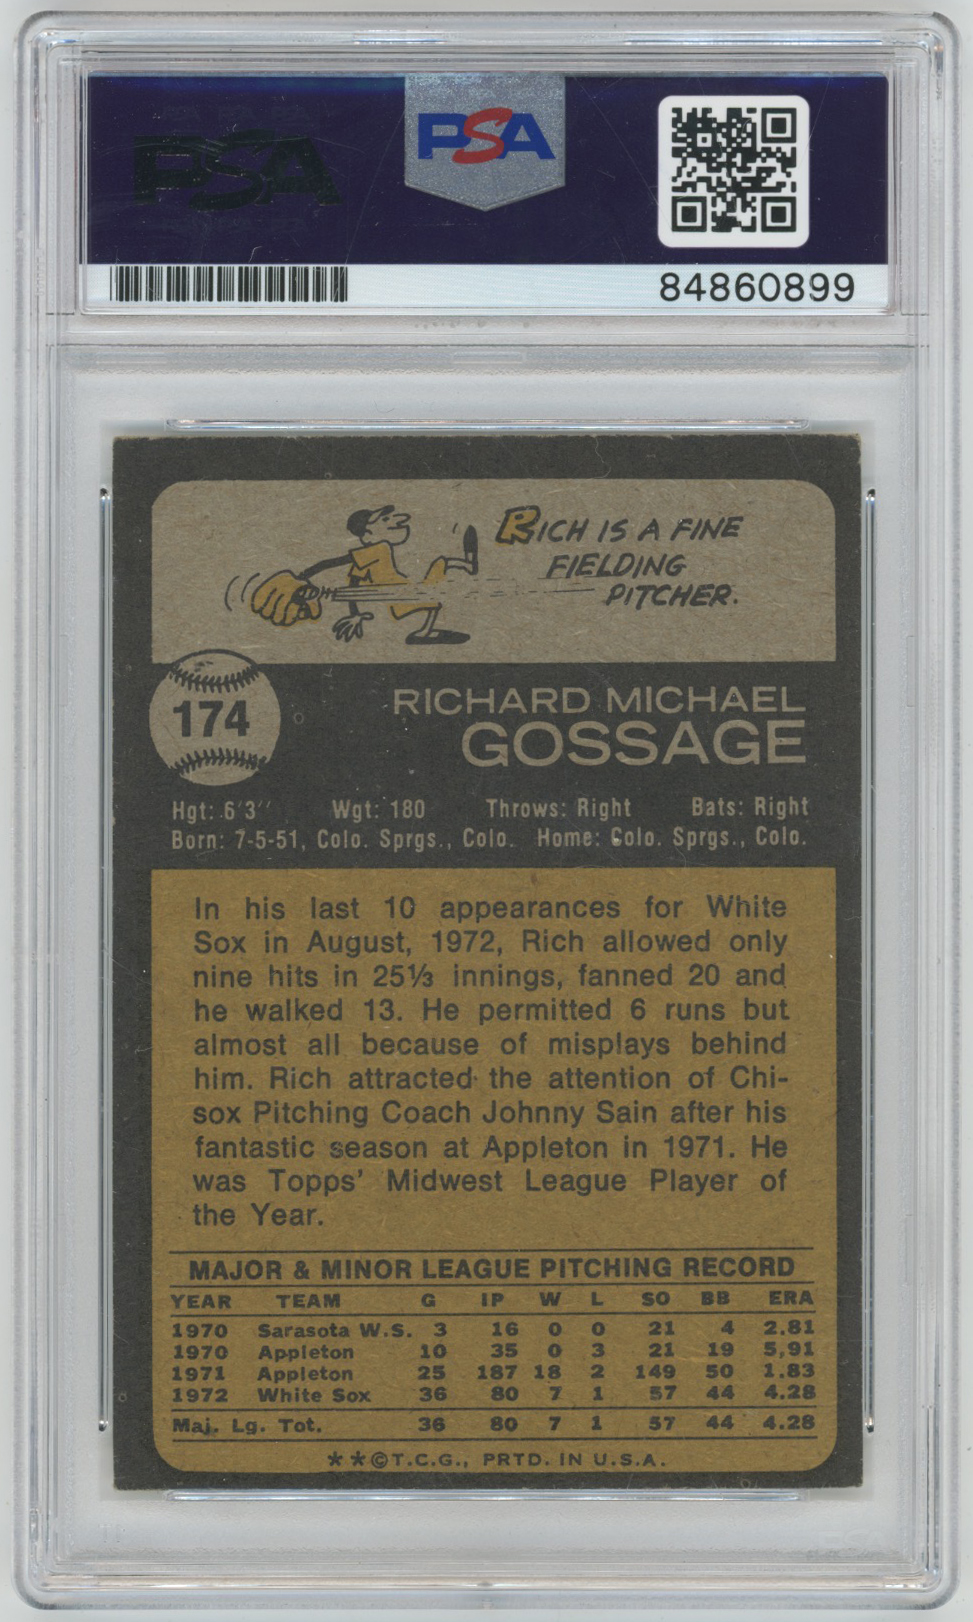 PSA
PSA
84860899
RICH IS A FINE
FIELDING
PITCHER.
174
RICHARD MICHAEL
GOSSAGE
Hgt: 6'3'' Wgt: 180 Throws: Right Bats: Right
Born: 7-5-51, Colo. Sprgs., Colo. Home: Colo. Sprgs., Colo.
In his last 10 appearances for White
Sox in August, 1972, Rich allowed only
nine hits in 25⅓ innings, fanned 20 and
he walked 13. He permitted 6 runs but
almost all because of misplays behind
him. Rich attracted the attention of Chi-
sox Pitching Coach Johnny Sain after his
fantastic season at Appleton in 1971. He
was Topps' Midwest League Player of
the Year.
MAJOR & MINOR LEAGUE PITCHING RECORD
YEAR TEAM G IP W L SO BB ERA
1970 Sarasota W.S. 3 16 0 0 21 4 2.81
1970 Appleton 10 35 0 3 21 19 5.91
1971 Appleton 25 187 18 2 149 50 1.83
1972 White Sox 36 80 7 1 57 44 4.28
Maj. Lg. Tot. 36 80 7 1 57 44 4.28
**©T.C.G., PRTD. IN U.S.A.